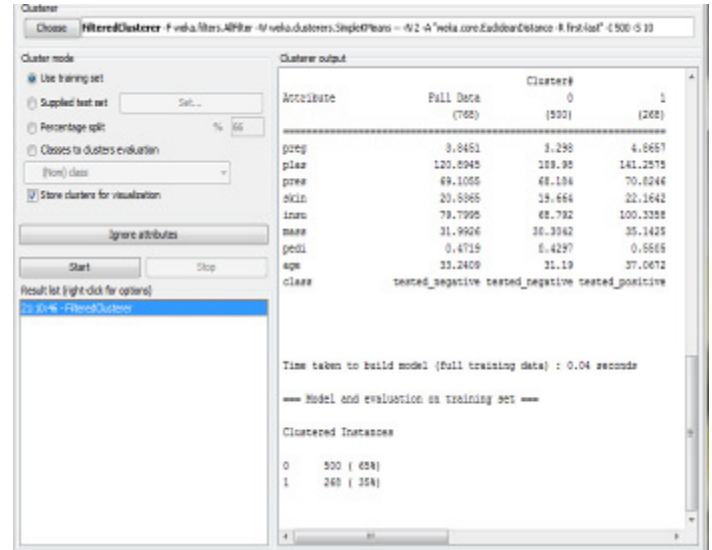 Clusterer
Choose FilteredClusterer -F weka.filters.AllFilter -W weka.clusterers.SimpleKMeans -- -N 2 -A "weka.core.EuclideanDistance -R first-last" -I 500 -S 10
Cluster mode
Use training set
Supplied test set Set...
Percentage split % 66
Classes to clusters evaluation
(Nom) class
Store clusters for visualization
Ignore attributes
Start Stop
Result list (right-click for options)
21:10:46 - FilteredClusterer
Clusterer output
Cluster#
Attribute Full Data 0 1
(768) (500) (268)
preg 3.8451 3.298 4.8657
plas 120.8945 109.98 141.2575
pres 69.1055 68.184 70.8246
skin 20.5365 19.664 22.1642
insu 79.7995 68.792 100.3358
mass 31.9926 30.3042 35.1425
pedi 0.4719 0.4297 0.5505
age 33.2409 31.19 37.0672
class tested_negative tested_negative tested_positive
Time taken to build model (full training data) : 0.04 seconds
=== Model and evaluation on training set ===
Clustered Instances
0 500 ( 65%)
1 268 ( 35%)